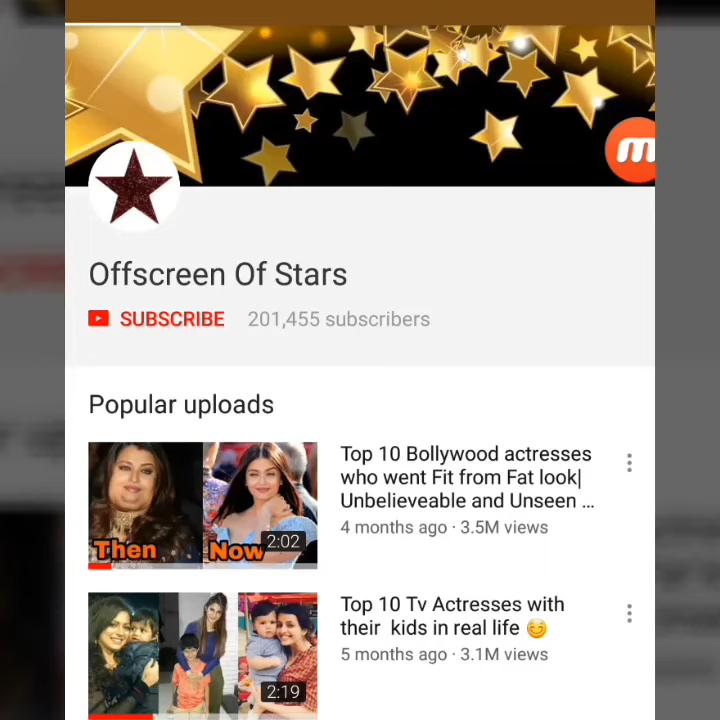 m
Offscreen Of Stars
SUBSCRIBE 201,455 subscribers
Popular uploads
Then
Now
2:02
Top 10 Bollywood actresses
who went Fit from Fat look|
Unbelieveable and Unseen ...
4 months ago · 3.5M views
2:19
Top 10 Tv Actresses with
their kids in real life 😊
5 months ago · 3.1M views